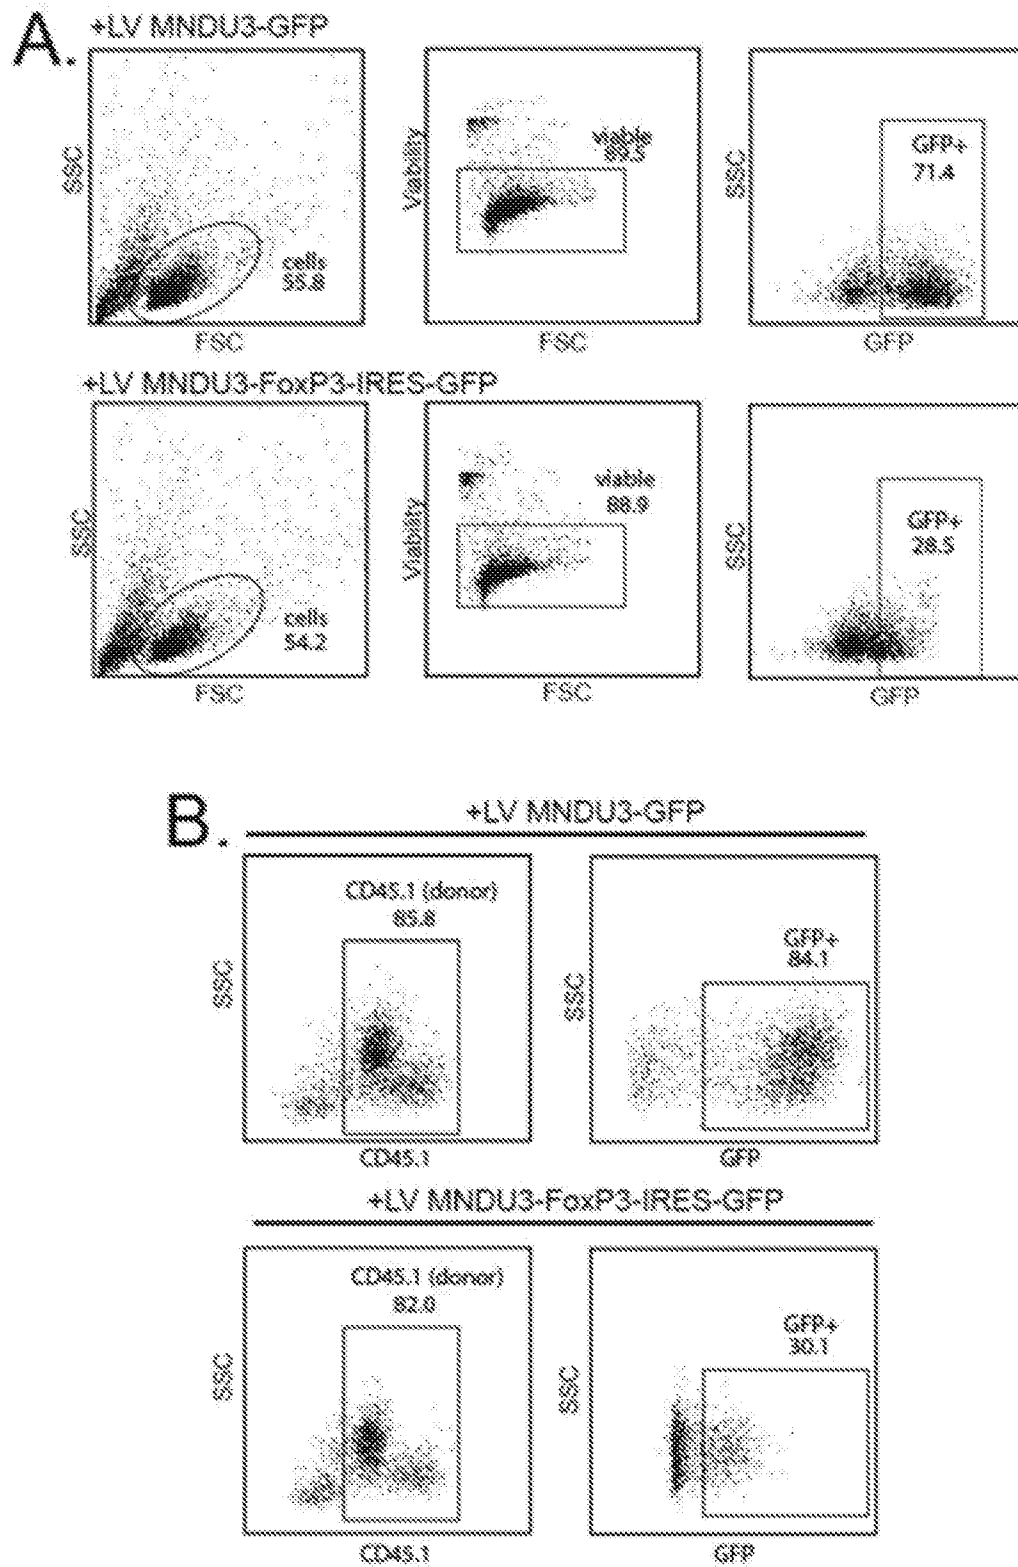 A.
+LV MNDU3-GFP
SSC
cells
55.8
FSC
Viability
viable
89.5
FSC
SSC
GFP+
71.4
GFP
+LV MNDU3-FoxP3-IRES-GFP
SSC
cells
54.2
FSC
Viability
viable
88.9
FSC
SSC
GFP+
28.5
GFP
B.
+LV MNDU3-GFP
SSC
CD45.1 (donor)
85.8
CD45.1
SSC
GFP+
84.1
GFP
+LV MNDU3-FoxP3-IRES-GFP
SSC
CD45.1 (donor)
82.0
CD45.1
SSC
GFP+
30.1
GFP